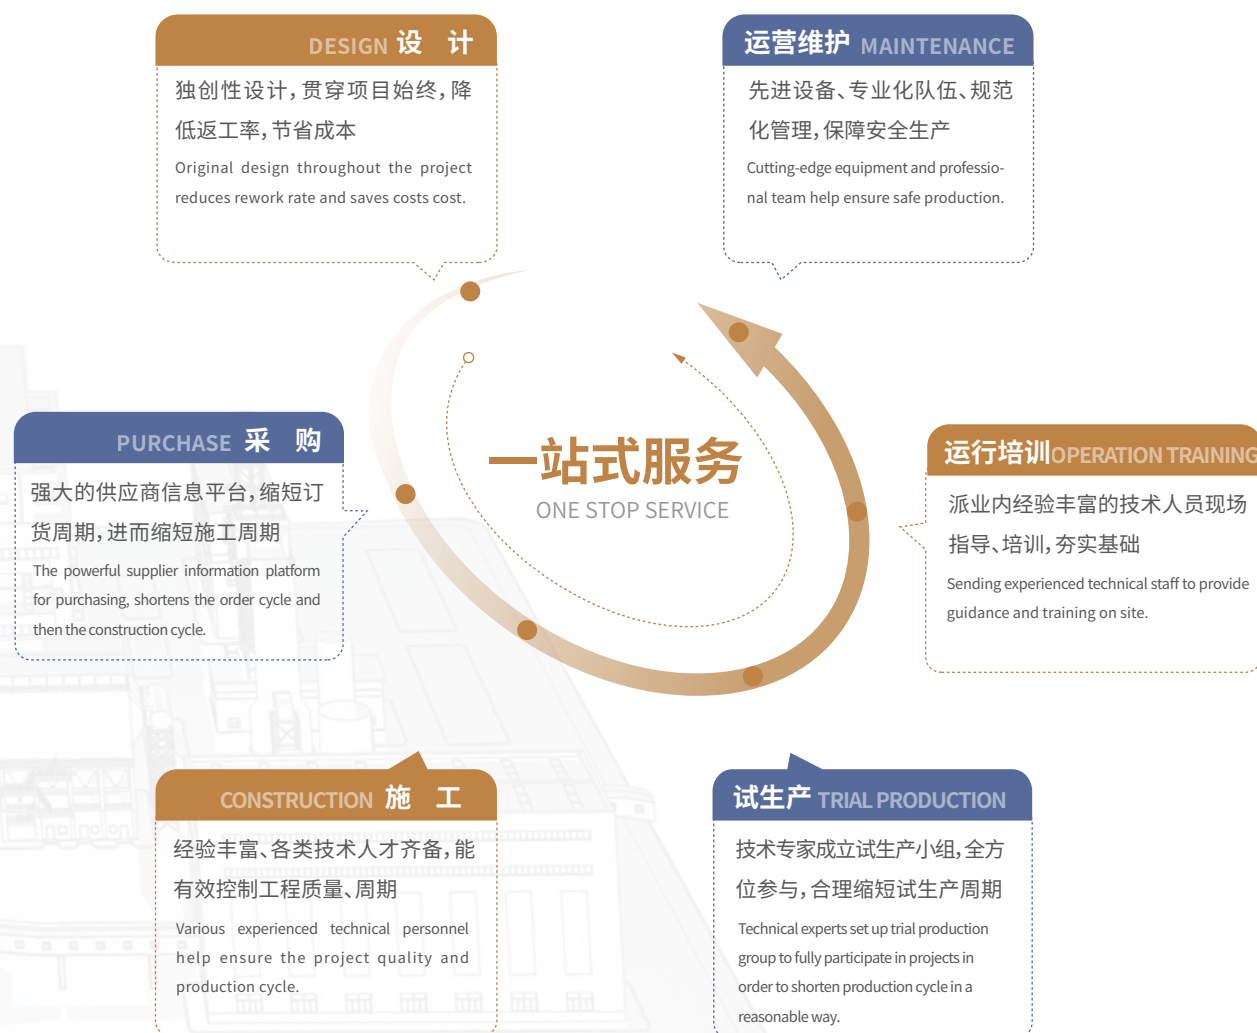 DESIGN 设 计
独创性设计，贯穿项目始终，降
低返工率，节省成本
Original design throughout the project
reduces rework rate and saves costs cost.
运营维护 MAINTENANCE
先进设备、专业化队伍、规范
化管理，保障安全生产
Cutting-edge equipment and professio-
nal team help ensure safe production.
PURCHASE 采 购
强大的供应商信息平台，缩短订
货周期，进而缩短施工周期
The powerful supplier information platform
for purchasing, shortens the order cycle and
then the construction cycle.
一站式服务
ONE STOP SERVICE
运行培训OPERATION TRAINING
派业内经验丰富的技术人员现场
指导、培训，夯实基础
Sending experienced technical staff to provide
guidance and training on site.
CONSTRUCTION 施 工
经验丰富、各类技术人才齐备，能
有效控制工程质量、周期
Various experienced technical personnel
help ensure the project quality and
production cycle.
试生产 TRIAL PRODUCTION
技术专家成立试生产小组，全方
位参与，合理缩短试生产周期
Technical experts set up trial production
group to fully participate in projects in
order to shorten production cycle in a
reasonable way.